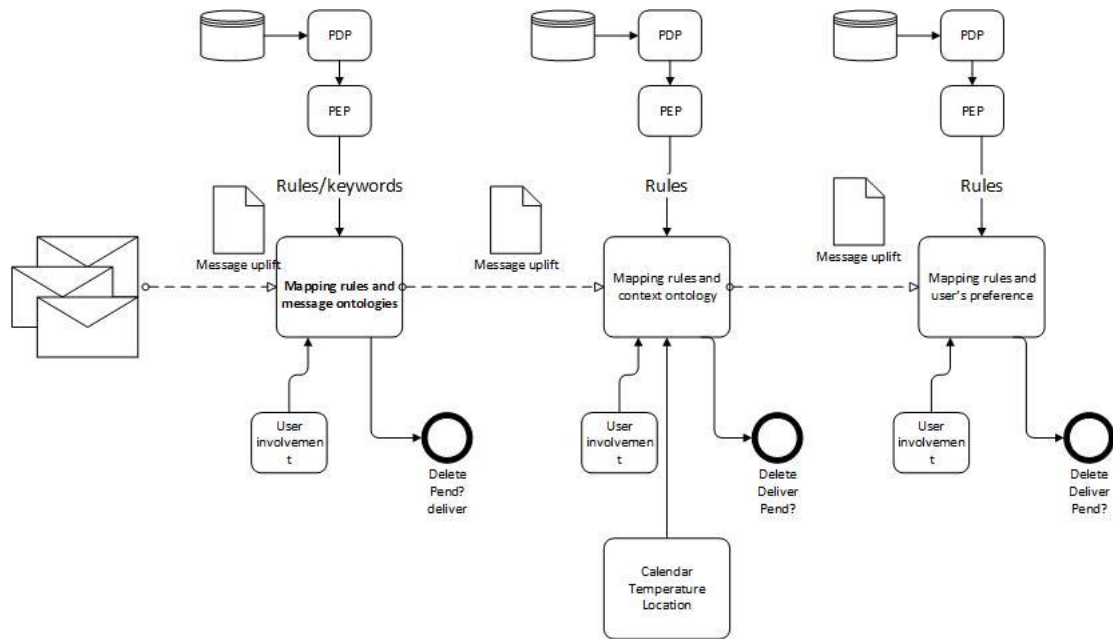 PDP
PDP
PDP
PEP
PEP
PEP
Rules/keywords
Rules
Rules
Message uplift
Message uplift
Message uplift
Mapping rules and
message ontologies
Mapping rules and
context ontology
Mapping rules and
user's preference
User
involvemen
t
Delete
Pend?
deliver
User
involvemen
t
Delete
Deliver
Pend?
User
involvemen
t
Delete
Deliver
Pend?
Calendar
Temperature
Location